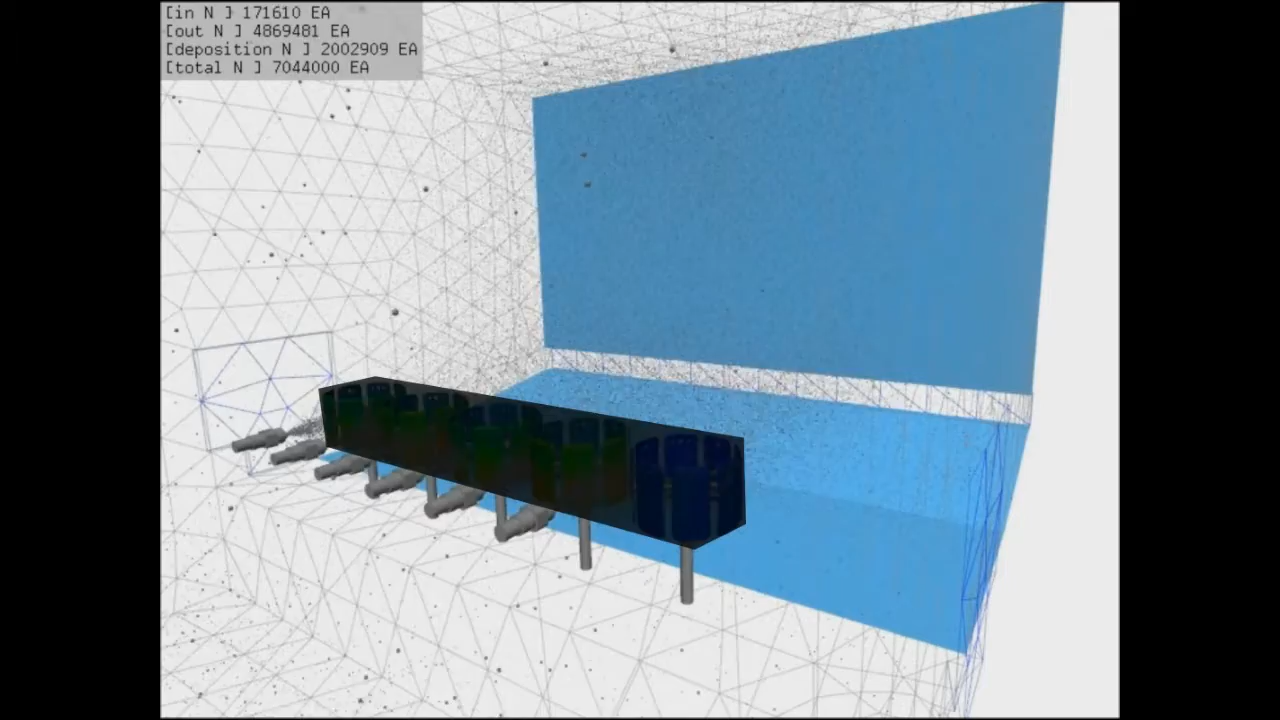 [in N ] 171610 EA
[out N ] 4869481 EA
[deposition N ] 2002909 EA
[total N ] 7044000 EA